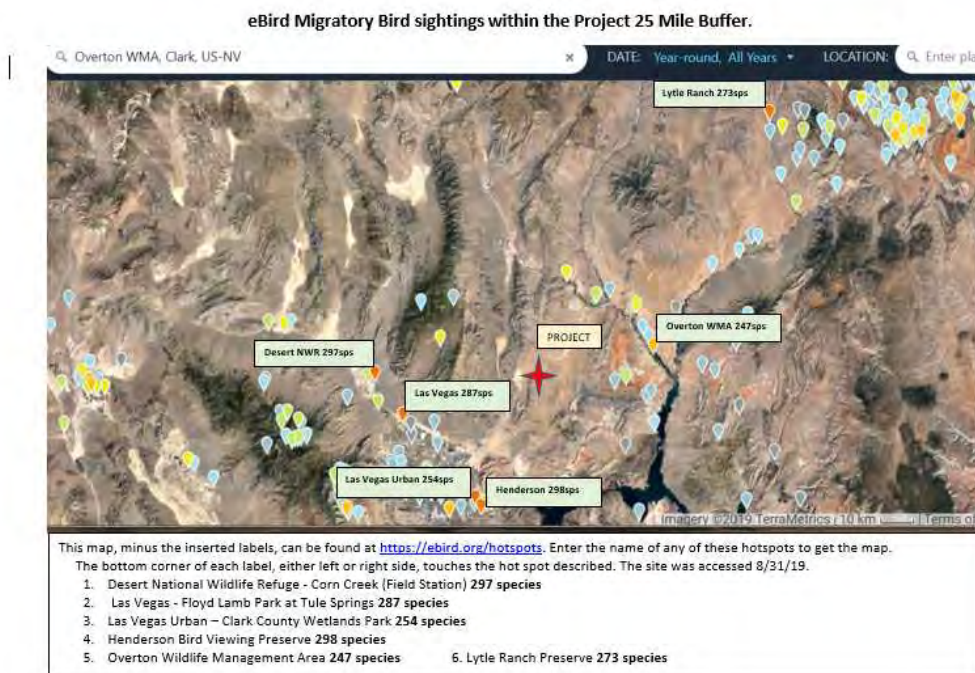 eBird Migratory Bird sightings within the Project 25 Mile Buffer.
Overton WMA, Clark, US-NV × DATE: Year-round, All Years LOCATION: Enter pla
Lytle Ranch 273sps
PROJECT
Overton WMA 247sps
Desert NWR 297sps
Las Vegas 287sps
Las Vegas Urban 254sps
Henderson 298sps
Imagery ©2019 TerraMetrics 10 km Terms o
This map, minus the inserted labels, can be found at https://ebird.org/hotspots. Enter the name of any of these hotspots to get the map.
The bottom corner of each label, either left or right side, touches the hot spot described. The site was accessed 8/31/19.
1. Desert National Wildlife Refuge - Corn Creek (Field Station) 297 species
2. Las Vegas - Floyd Lamb Park at Tule Springs 287 species
3. Las Vegas Urban – Clark County Wetlands Park 254 species
4. Henderson Bird Viewing Preserve 298 species
5. Overton Wildlife Management Area 247 species 6. Lytle Ranch Preserve 273 species